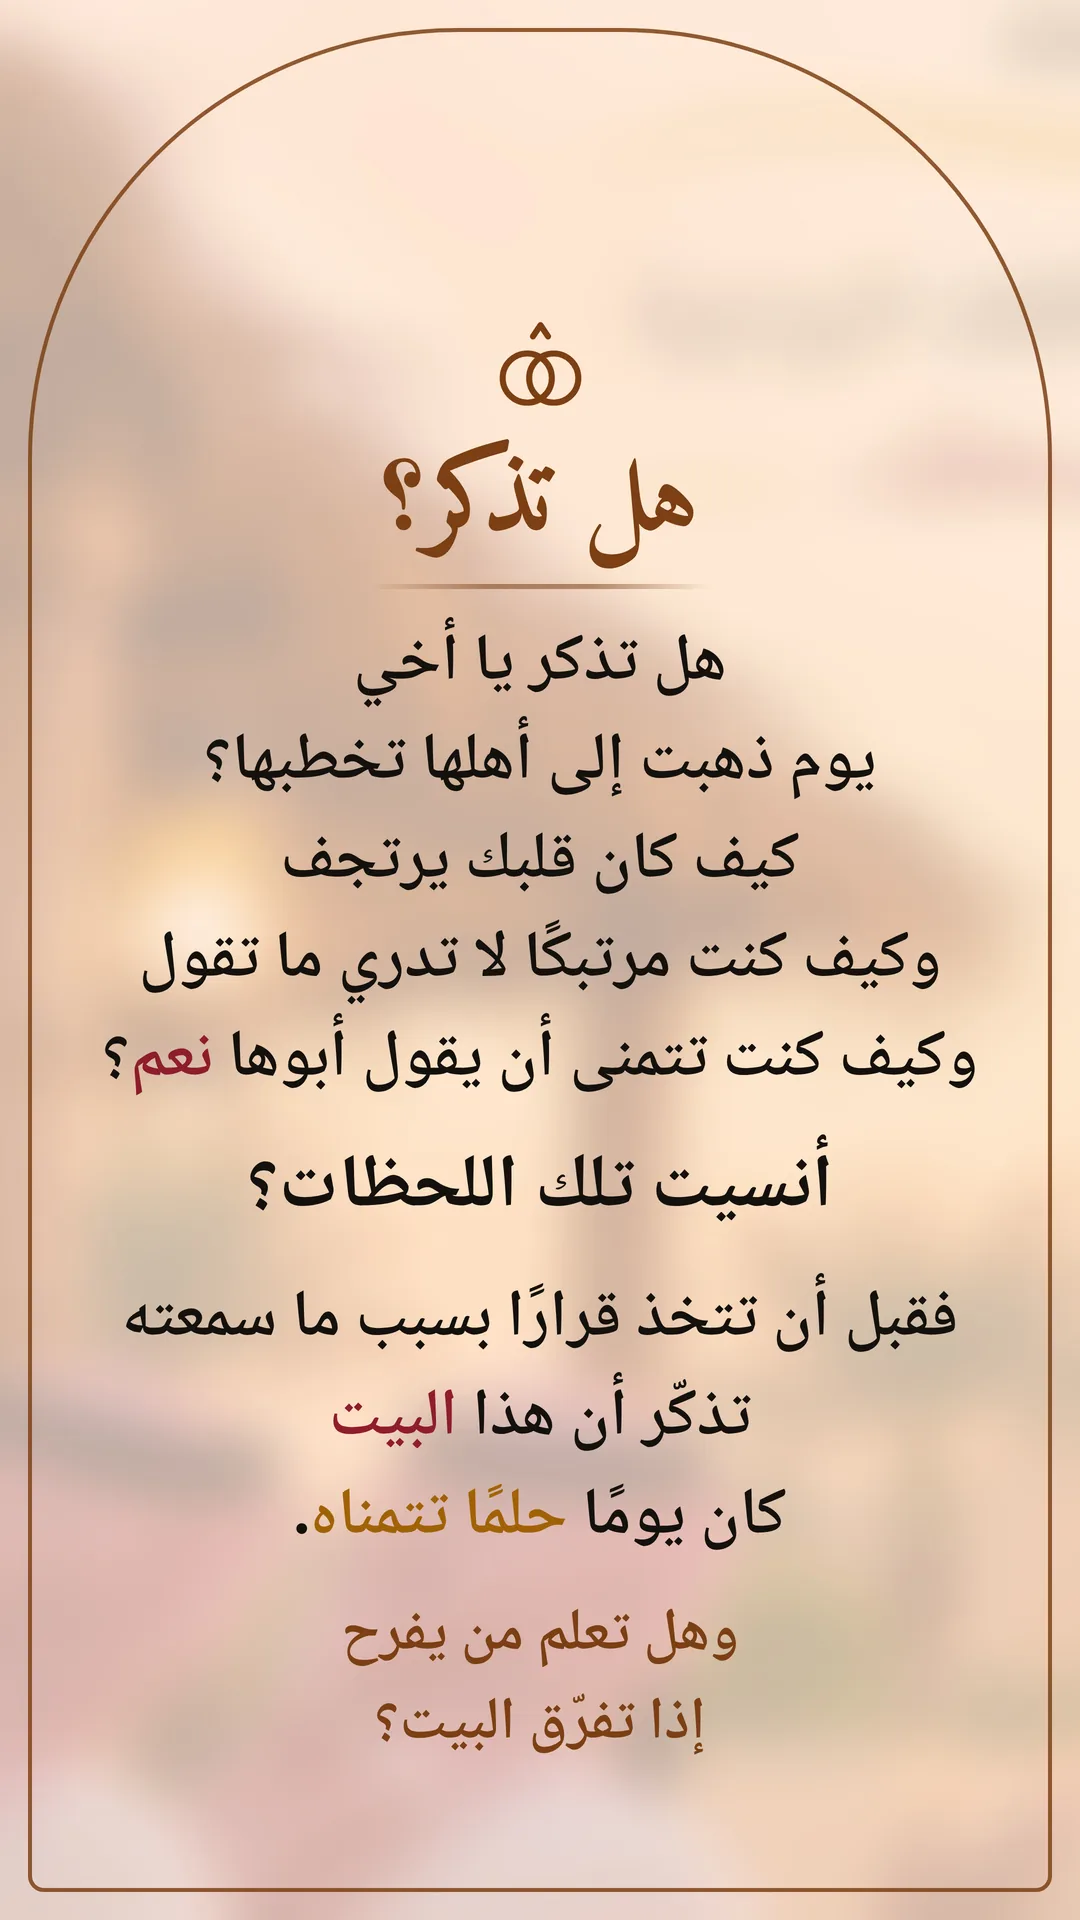 هل تذكر؟
هل تذكر يا أخي
يوم ذهبت إلى أهلها تخطبها؟
كيف كان قلبك يرتجف
وكيف كنت مرتبكًا لا تدري ما تقول
وكيف كنت تتمنى أن يقول أبوها نعم؟
أنسيت تلك اللحظات؟
فقبل أن تتخذ قرارًا بسبب ما سمعته
تذكّر أن هذا البيت
كان يومًا حلمًا تتمناه.
وهل تعلم من يفرح
إذا تفرّق البيت؟